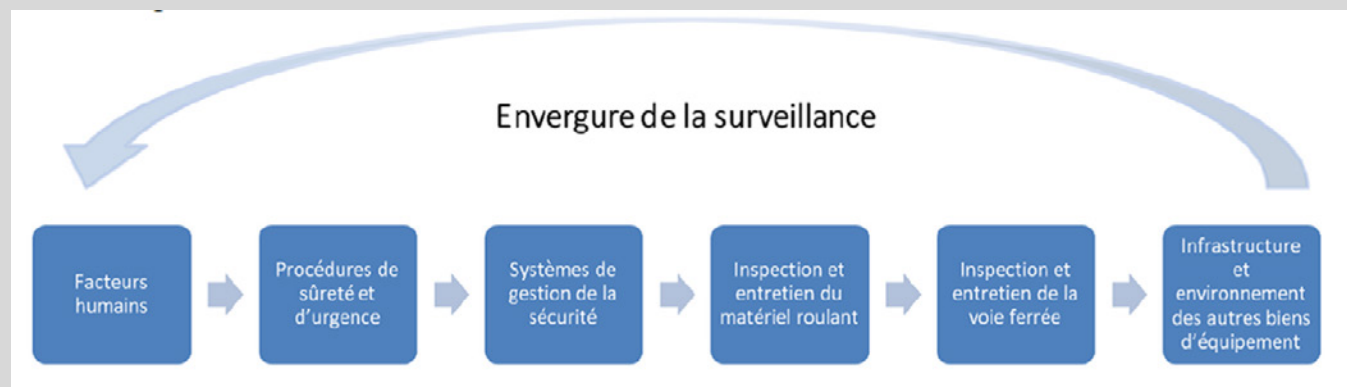 Envergure de la surveillance
Facteurs
humains
Procédures de
sûreté et
d'urgence
Systèmes de
gestion de la
sécurité
Inspection et
entretien du
matériel roulant
Inspection et
entretien de la
voie ferrée
Infrastructure
et
environnement
des autres biens
d'équipement